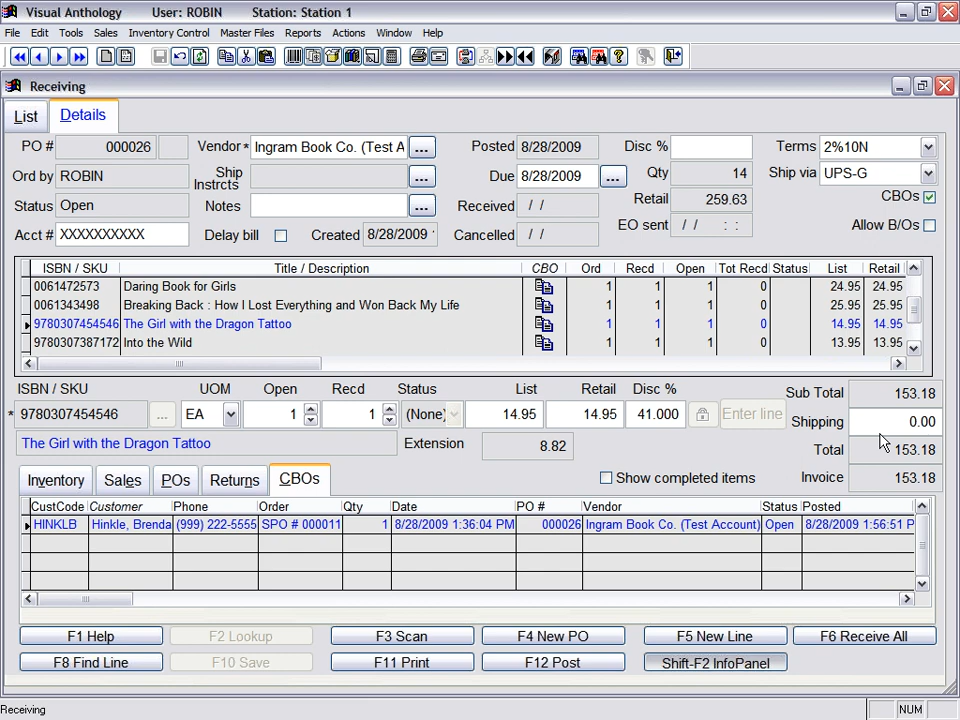 Visual Anthology User: ROBIN Station: Station 1
File Edit Tools Sales Inventory Control Master Files Reports Actions Window Help
Receiving
List Details
PO # 000026 Vendor * Ingram Book Co. (Test A ... Posted 8/28/2009 Disc % Terms 2%10N
Ord by ROBIN Ship Instrcts ... Due 8/28/2009 ... Qty 14 Ship via UPS-G
Status Open Notes ... Received / / Retail 259.63 CBOs
Acct # XXXXXXXXXX Delay bill Created 8/28/2009 Cancelled / / EO sent / / : : Allow B/Os
ISBN / SKU Title / Description CBO Ord Recd Open Tot Recd Status List Retail
0061472573 Daring Book for Girls 1 1 1 0 24.95 24.95
0061343498 Breaking Back : How I Lost Everything and Won Back My Life 1 1 1 0 25.95 25.95
9780307454546 The Girl with the Dragon Tattoo 1 1 1 0 14.95 14.95
9780307387172 Into the Wild 1 1 1 0 13.95 13.95
ISBN / SKU UOM Open Recd Status List Retail Disc % Sub Total 153.18
* 9780307454546 ... EA 1 1 (None) 14.95 14.95 41.000 Enter line Shipping 0.00
The Girl with the Dragon Tattoo Extension 8.82 Total 153.18
Inventory Sales POs Returns CBOs Show completed items Invoice 153.18
CustCode Customer Phone Order Qty Date PO # Vendor Status Posted
HINKLB Hinkle, Brenda (999) 222-5555 SPO # 000011 1 8/28/2009 1:36:04 PM 000026 Ingram Book Co. (Test Account) Open 8/28/2009 1:56:51 P
F1 Help F2 Lookup F3 Scan F4 New PO F5 New Line F6 Receive All
F8 Find Line F10 Save F11 Print F12 Post Shift-F2 InfoPanel
Receiving NUM